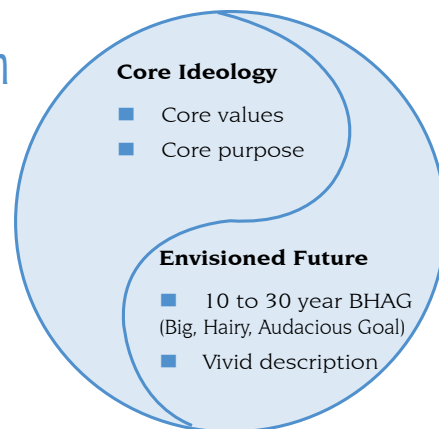 n
Core Ideology
■ Core values
■ Core purpose
Envisioned Future
■ 10 to 30 year BHAG
(Big, Hairy, Audacious Goal)
■ Vivid description